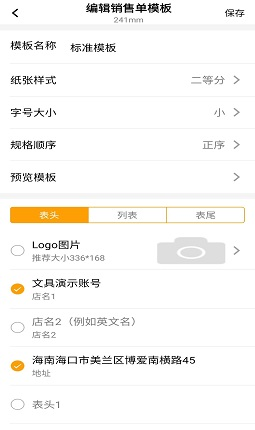 编辑销售单模板
保存
241mm
模板名称 标准模板
纸张样式 二等分
字号大小 小
规格顺序 正序
预览模板
表头 列表 表尾
Logo图片
推荐大小336*168
文具演示账号
店名1
店名2（例如英文名）
店名2
海南海口市美兰区博爱南横路45
地址
表头1